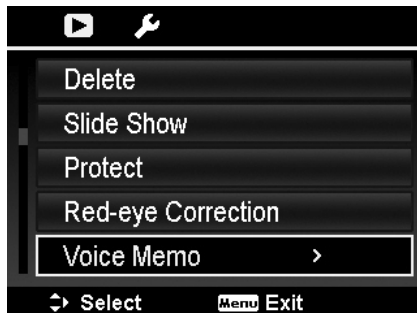 Delete
Slide Show
Protect
Red-eye Correction
Voice Memo
Select Menu Exit